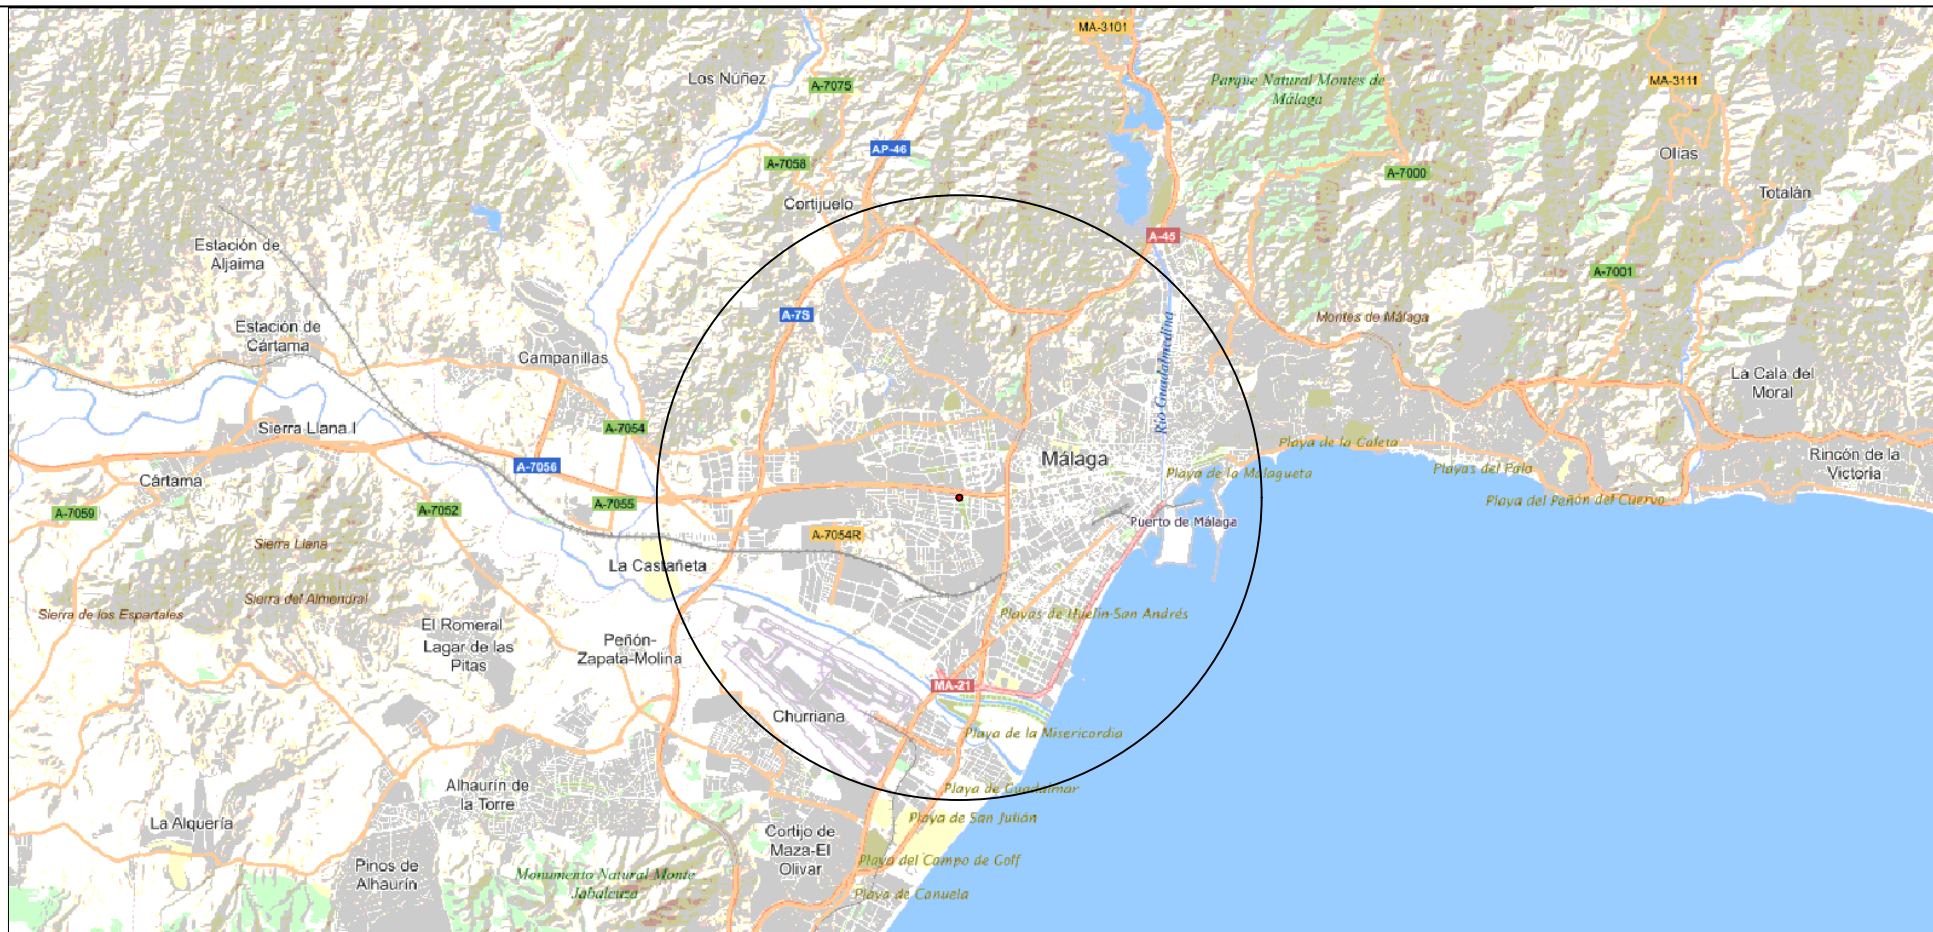 MA-3101
Los Núñez
A-7075
Parque Natural Montes de
Málaga
MA-3111
AP-46
A-7058
Olías
A-7000
Totalán
Cortijuelo
A-45
Estación de
Aljaima
A-7001
A-7S
Montes de Málaga
Río Guadalmedina
Estación de
Cártama
Campanillas
La Cala del
Moral
Sierra Llana I
A-7054
Playa de la Caleta
Málaga
Rincón de la
Victoria
A-7056
Playa de la Malagueta
Playas del Palo
Cártama
Playa del Peñón del Cuervo
A-7059
A-7052
A-7055
Puerto de Málaga
A-7054R
Sierra Llana
La Castañeta
Sierra de los Espartales
Sierra del Almendral
Playas de Huelin-San Andrés
El Romeral
Lagar de las
Pitas
Peñón-
Zapata-Molina
MA-21
Churriana
Playa de la Misericordia
Alhaurín de
la Torre
Playa de Guadalmar
La Alquería
Playa de San Julián
Cortijo de
Maza-El
Olivar
Pinos de
Alhaurín
Playa del Campo de Golf
Monumento Natural Monte
Jabalcuza
Playa de Canuela